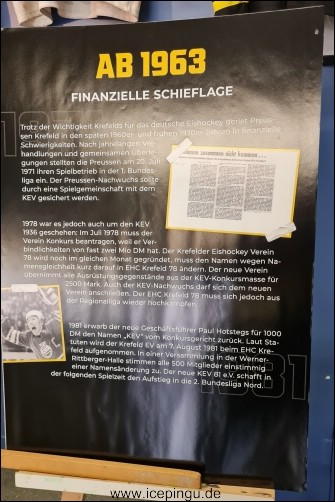 AB 1963
FINANZIELLE SCHIEFLAGE
Trotz der Wichtigkeit Krefelds für das deutsche Eishockey geriet Preus-
sen Krefeld in den späten 1960er- und frühen 1970er-Jahren in finanzielle
Schwierigkeiten. Nach jahrelangen Ver-
handlungen und gemeinsamen Überle-
gungen stellten die Preussen am 20. Juli
1971 ihren Spielbetrieb in der 1. Bundes-
liga ein. Der Preussen-Nachwuchs sollte
durch eine Spielgemeinschaft mit dem
KEV gesichert werden.
zusammen nicht
1978 war es jedoch auch um den KEV
1936 geschehen: Im Juli 1978 muss der
Verein Konkurs beantragen, weil er Ver-
bindlichkeiten von fast zwei Mio DM hat. Der Krefelder Eishockey Verein
78 wird noch im gleichen Monat gegründet, muss den Namen wegen Na-
mensgleichheit kurz darauf in EHC Krefeld 78 ändern. Der neue Verein
übernimmt alle Ausrüstungsgegenstände aus der KEV-Konkursmasse für
2500 Mark. Auch der KEV-Nachwuchs darf sich dem neuen
Verein anschließen. Der EHC Krefeld 78 muss sich jedoch aus
der Regionalliga wieder hochkämpfen.
1981 erwarb der neue Geschäftsführer Paul Hotstegs für 1000
DM den Namen „KEV" vom Konkursgericht zurück. Laut Sta-
tuten wird der Krefeld EV am 7. August 1981 beim EHC Kre-
feld aufgenommen. In einer Versammlung in der Werner-
Rittberger-Halle stimmen alle 500 Mitglieder einstimmig
einer Namensänderung zu. Der neue KEV 81 e.V. schafft in
der folgenden Spielzeit den Aufstieg in die 2. Bundesliga Nord.
1981
www.icepingu.de